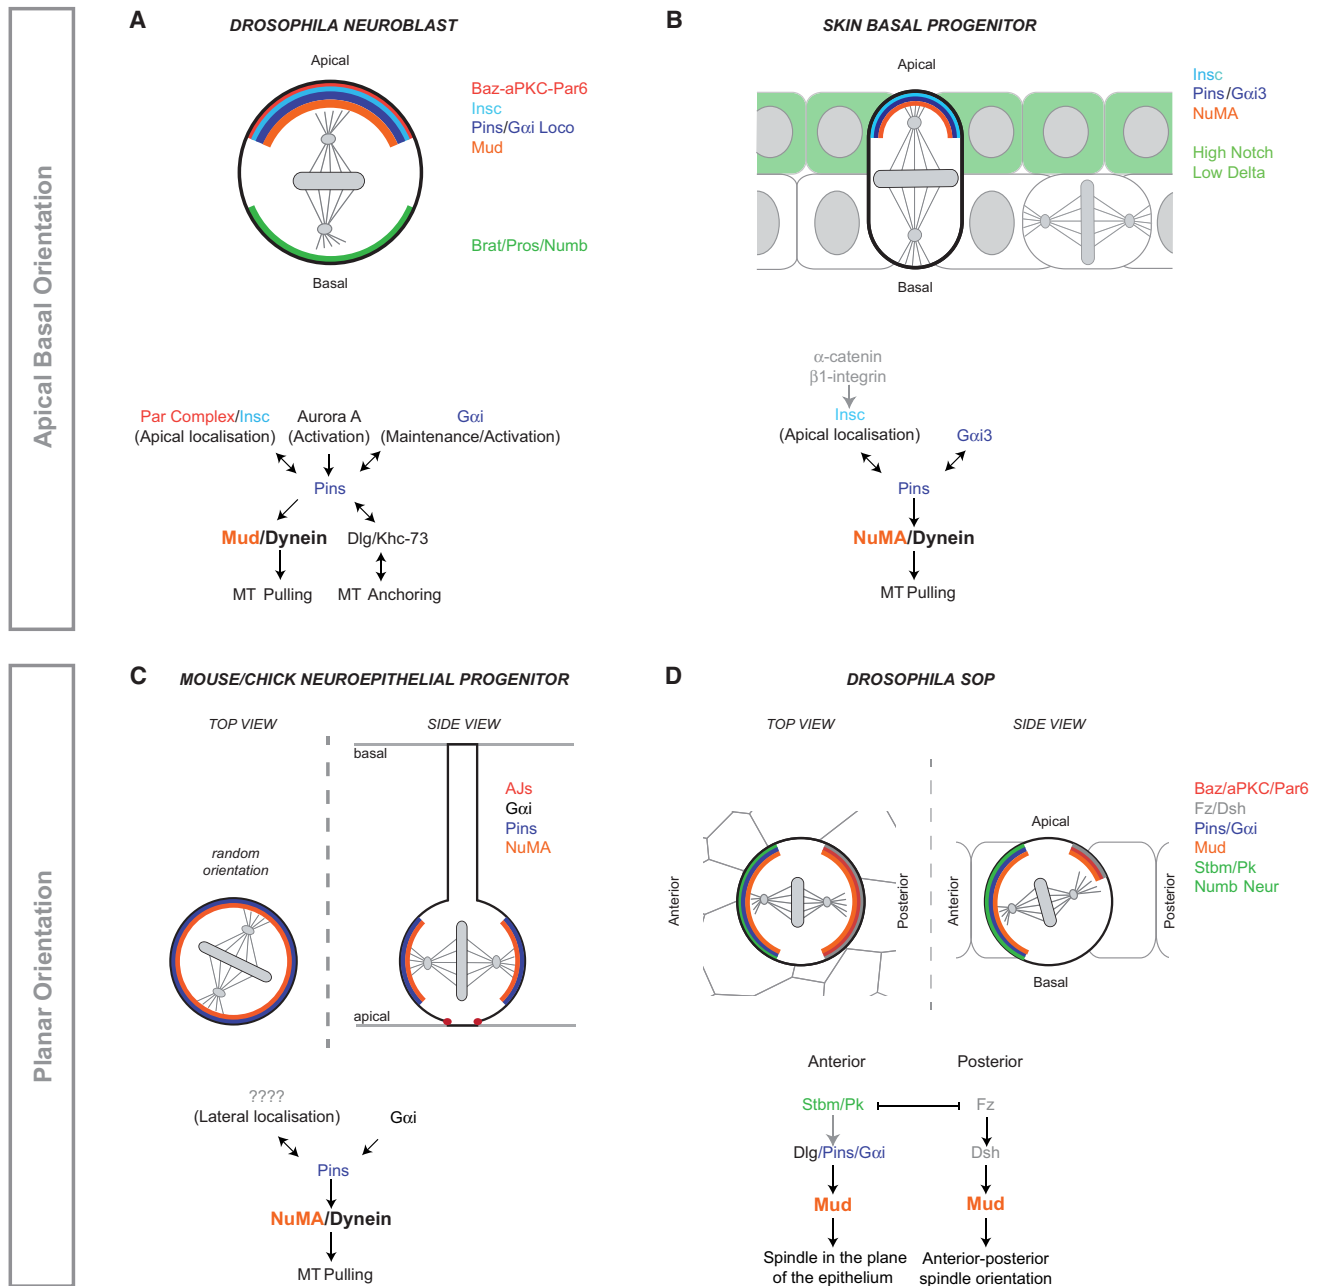 Apical Basal Orientation
A
DROSOPHILA NEUROBLAST
Apical
Baz-aPKC-Par6
Insc
Pins/Gαi Loco
Mud
Brat/Pros/Numb
Basal
Par Complex/Insc
(Apical localisation)
Aurora A
(Activation)
Gαi
(Maintenance/Activation)
Pins
Mud/Dynein
Dlg/Khc-73
MT Pulling
MT Anchoring
B
SKIN BASAL PROGENITOR
Apical
Insc
Pins/Gαi3
NuMA
High Notch
Low Delta
Basal
α-catenin
β1-integrin
Insc
(Apical localisation)
Gαi3
Pins
NuMA/Dynein
MT Pulling
Planar Orientation
C
MOUSE/CHICK NEUROEPITHELIAL PROGENITOR
TOP VIEW
SIDE VIEW
basal
AJs
Gαi
Pins
NuMA
random
orientation
apical
????
(Lateral localisation)
Gαi
Pins
NuMA/Dynein
MT Pulling
D
DROSOPHILA SOP
TOP VIEW
SIDE VIEW
Baz/aPKC/Par6
Fz/Dsh
Pins/Gαi
Mud
Stbm/Pk
Numb Neur
Apical
Anterior
Posterior
Anterior
Posterior
Basal
Anterior
Posterior
Stbm/Pk
Fz
Dlg/Pins/Gαi
Dsh
Mud
Mud
Spindle in the plane
of the epithelium
Anterior-posterior
spindle orientation